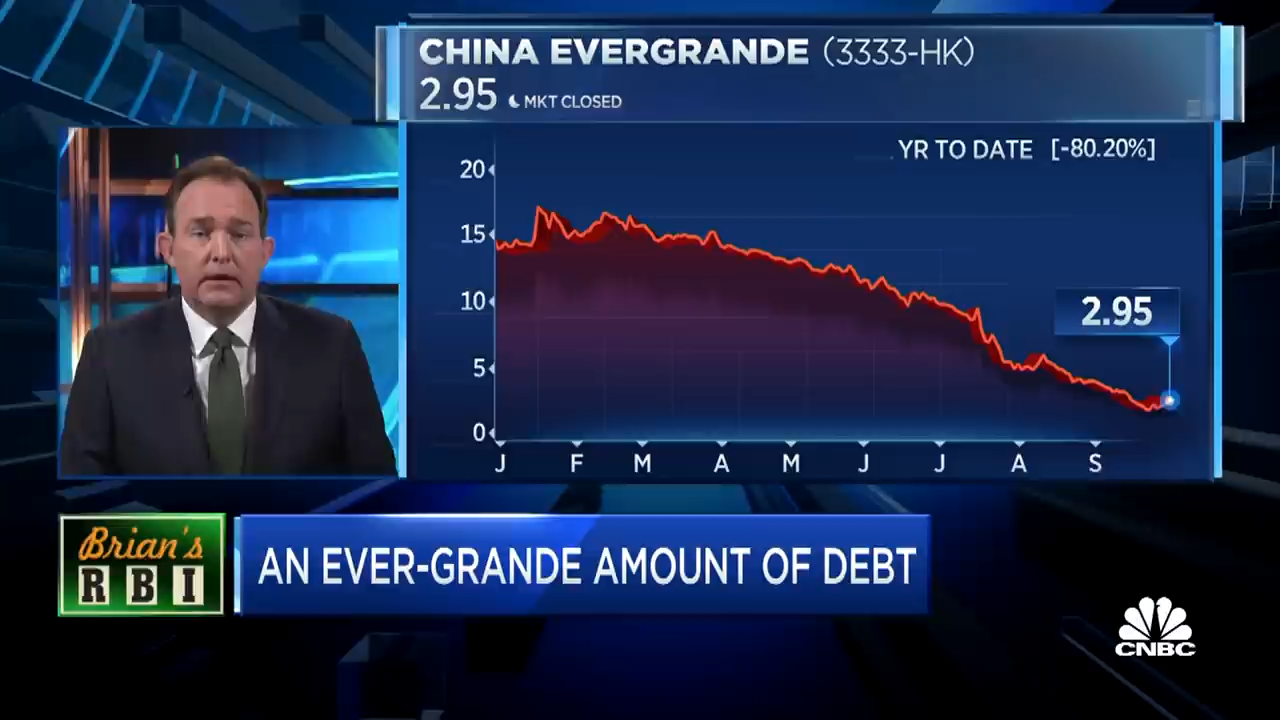 CHINA EVERGRANDE (3333-HK)
2.95 MKT CLOSED
YR TO DATE [-80.20%]
20
15
10
5
0
2.95
J F M A M J J A S
Brian's
RBI
AN EVER-GRANDE AMOUNT OF DEBT
CNBC